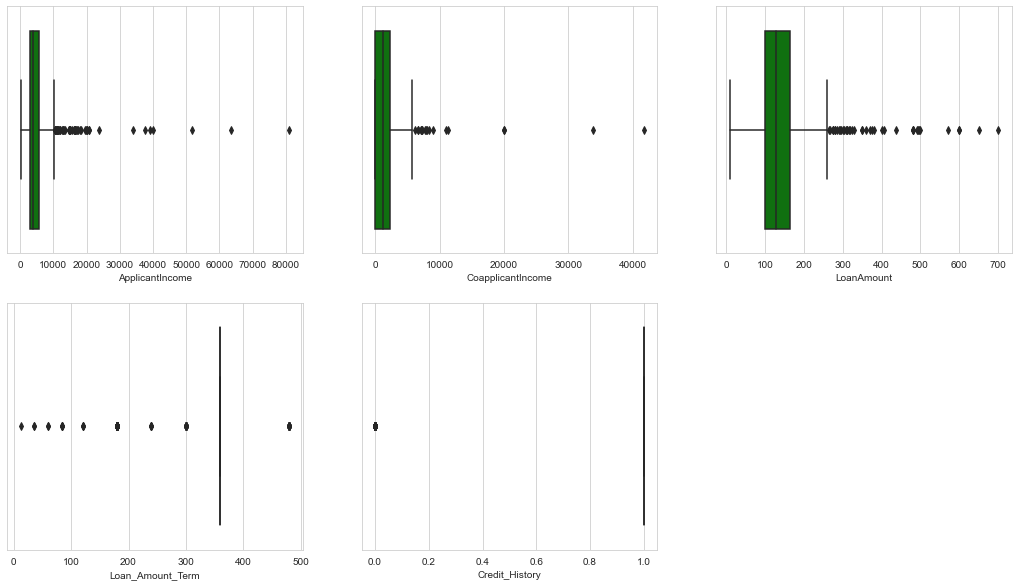 0 10000 20000 30000 40000 50000 60000 70000 80000
ApplicantIncome
0 10000 20000 30000 40000
CoapplicantIncome
0 100 200 300 400 500 600 700
LoanAmount
0 100 200 300 400 500
Loan_Amount_Term
0.0 0.2 0.4 0.6 0.8 1.0
Credit_History